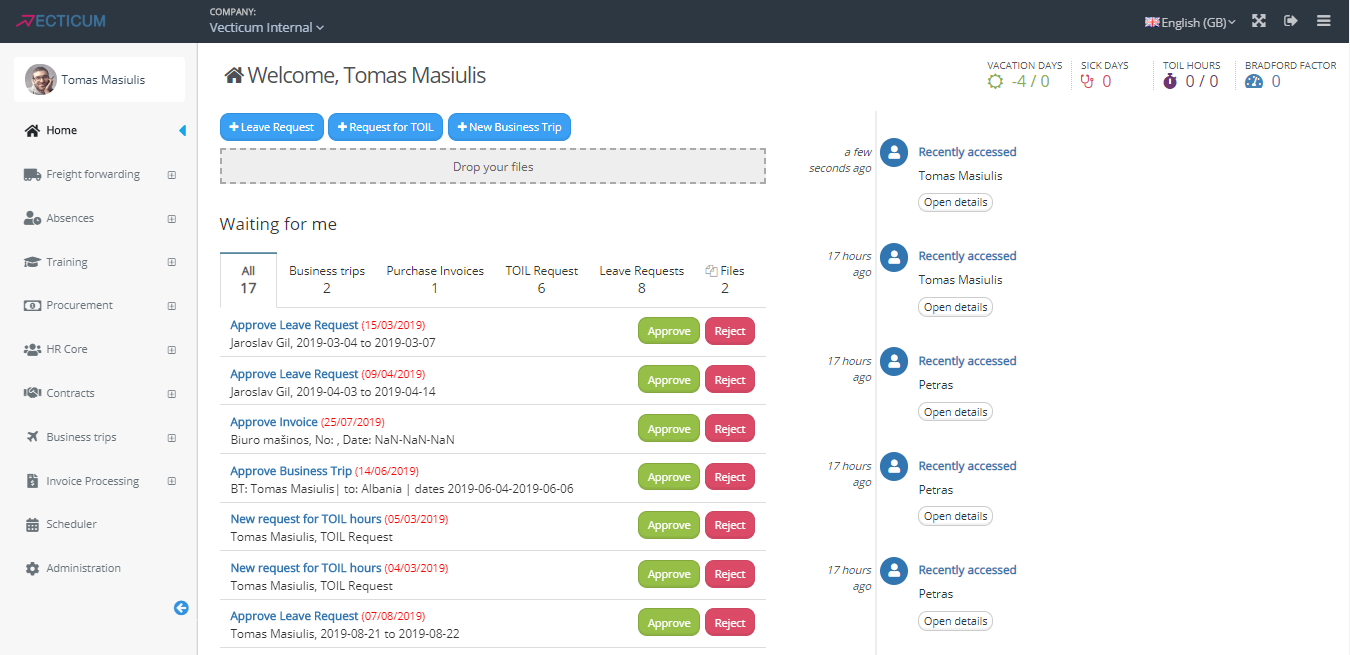 VECTICUM
COMPANY:
Vecticum Internal
English (GB)
Tomas Masiulis
Home
Freight forwarding
Absences
Training
Procurement
HR Core
Contracts
Business trips
Invoice Processing
Scheduler
Administration
Welcome, Tomas Masiulis
VACATION DAYS
-4 / 0
SICK DAYS
0
TOIL HOURS
0 / 0
BRADFORD FACTOR
0
+Leave Request
+Request for TOIL
+New Business Trip
Drop your files
Waiting for me
All
17
Business trips
2
Purchase Invoices
1
TOIL Request
6
Leave Requests
8
Files
2
Approve Leave Request (15/03/2019)
Jaroslav Gil, 2019-03-04 to 2019-03-07
Approve Reject
Approve Leave Request (09/04/2019)
Jaroslav Gil, 2019-04-03 to 2019-04-14
Approve Reject
Approve Invoice (25/07/2019)
Biuro mašinos, No: , Date: NaN-NaN-NaN
Approve Reject
Approve Business Trip (14/06/2019)
BT: Tomas Masiulis| to: Albania | dates 2019-06-04-2019-06-06
Approve Reject
New request for TOIL hours (05/03/2019)
Tomas Masiulis, TOIL Request
Approve Reject
New request for TOIL hours (04/03/2019)
Tomas Masiulis, TOIL Request
Approve Reject
Approve Leave Request (07/08/2019)
Tomas Masiulis, 2019-08-21 to 2019-08-22
Approve Reject
a few
seconds ago
Recently accessed
Tomas Masiulis
Open details
17 hours
ago
Recently accessed
Tomas Masiulis
Open details
17 hours
ago
Recently accessed
Petras
Open details
17 hours
ago
Recently accessed
Petras
Open details
17 hours
ago
Recently accessed
Petras
Open details